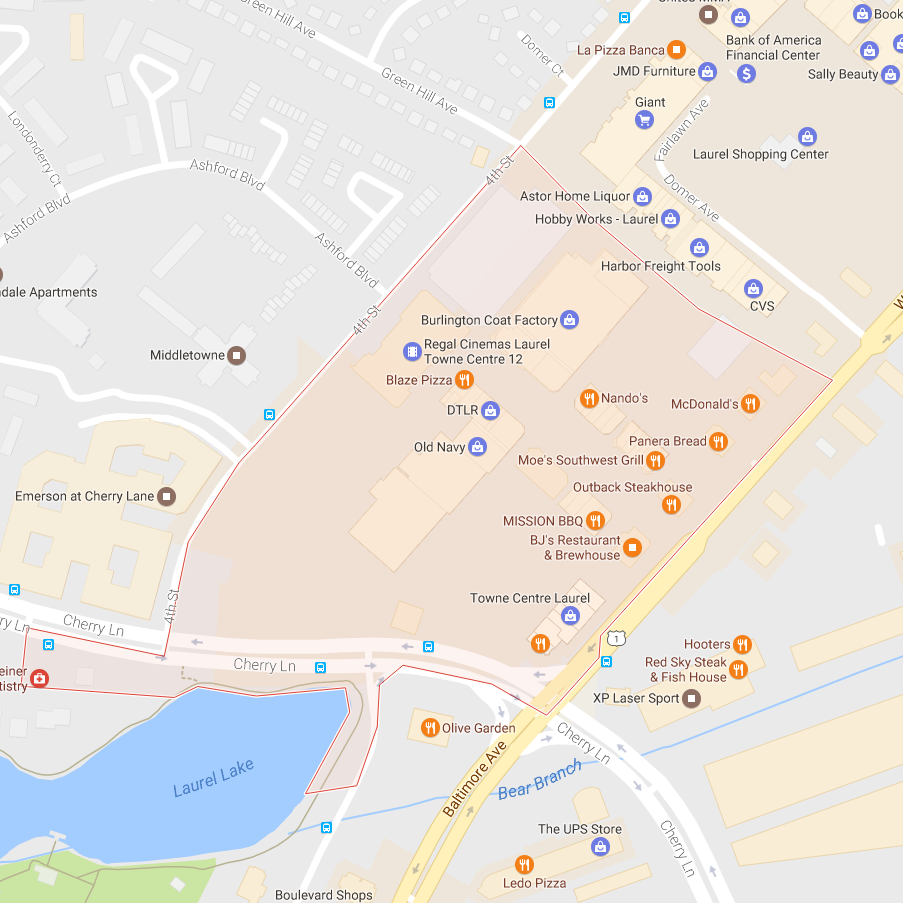 United MMA
Book
Green Hill Ave
La Pizza Banca
Bank of America
Financial Center
Domer Ct
JMD Furniture
Sally Beauty
Green Hill Ave
Giant
Fairlawn Ave
Laurel Shopping Center
Londonderry Ct
4th St
Ashford Blvd
Astor Home Liquor
Domer Ave
Hobby Works - Laurel
Ashford Blvd
Ashford Blvd
Harbor Freight Tools
dale Apartments
CVS
W
4th St
Burlington Coat Factory
Regal Cinemas Laurel
Towne Centre 12
Middletowne
Blaze Pizza
Nando's
McDonald's
DTLR
Old Navy
Panera Bread
Moe's Southwest Grill
Outback Steakhouse
Emerson at Cherry Lane
MISSION BBQ
BJ's Restaurant
& Brewhouse
4th St
Towne Centre Laurel
Cherry Ln
ry Ln
1
Hooters
Cherry Ln
Red Sky Steak
& Fish House
einer
tistry
XP Laser Sport
Olive Garden
Cherry Ln
Baltimore Ave
Laurel Lake
Bear Branch
The UPS Store
Cherry Ln
Ledo Pizza
Boulevard Shops